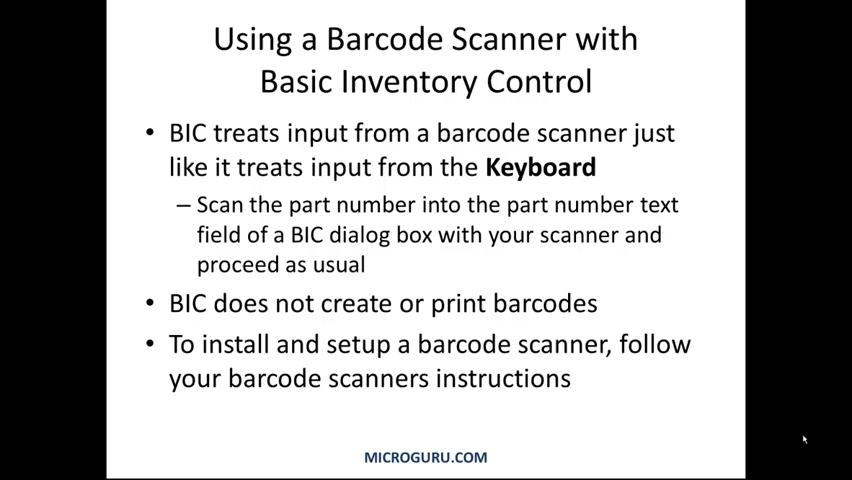 Using a Barcode Scanner with
Basic Inventory Control
• BIC treats input from a barcode scanner just
like it treats input from the Keyboard
– Scan the part number into the part number text
field of a BIC dialog box with your scanner and
proceed as usual
• BIC does not create or print barcodes
• To install and setup a barcode scanner, follow
your barcode scanners instructions
MICROGURU.COM